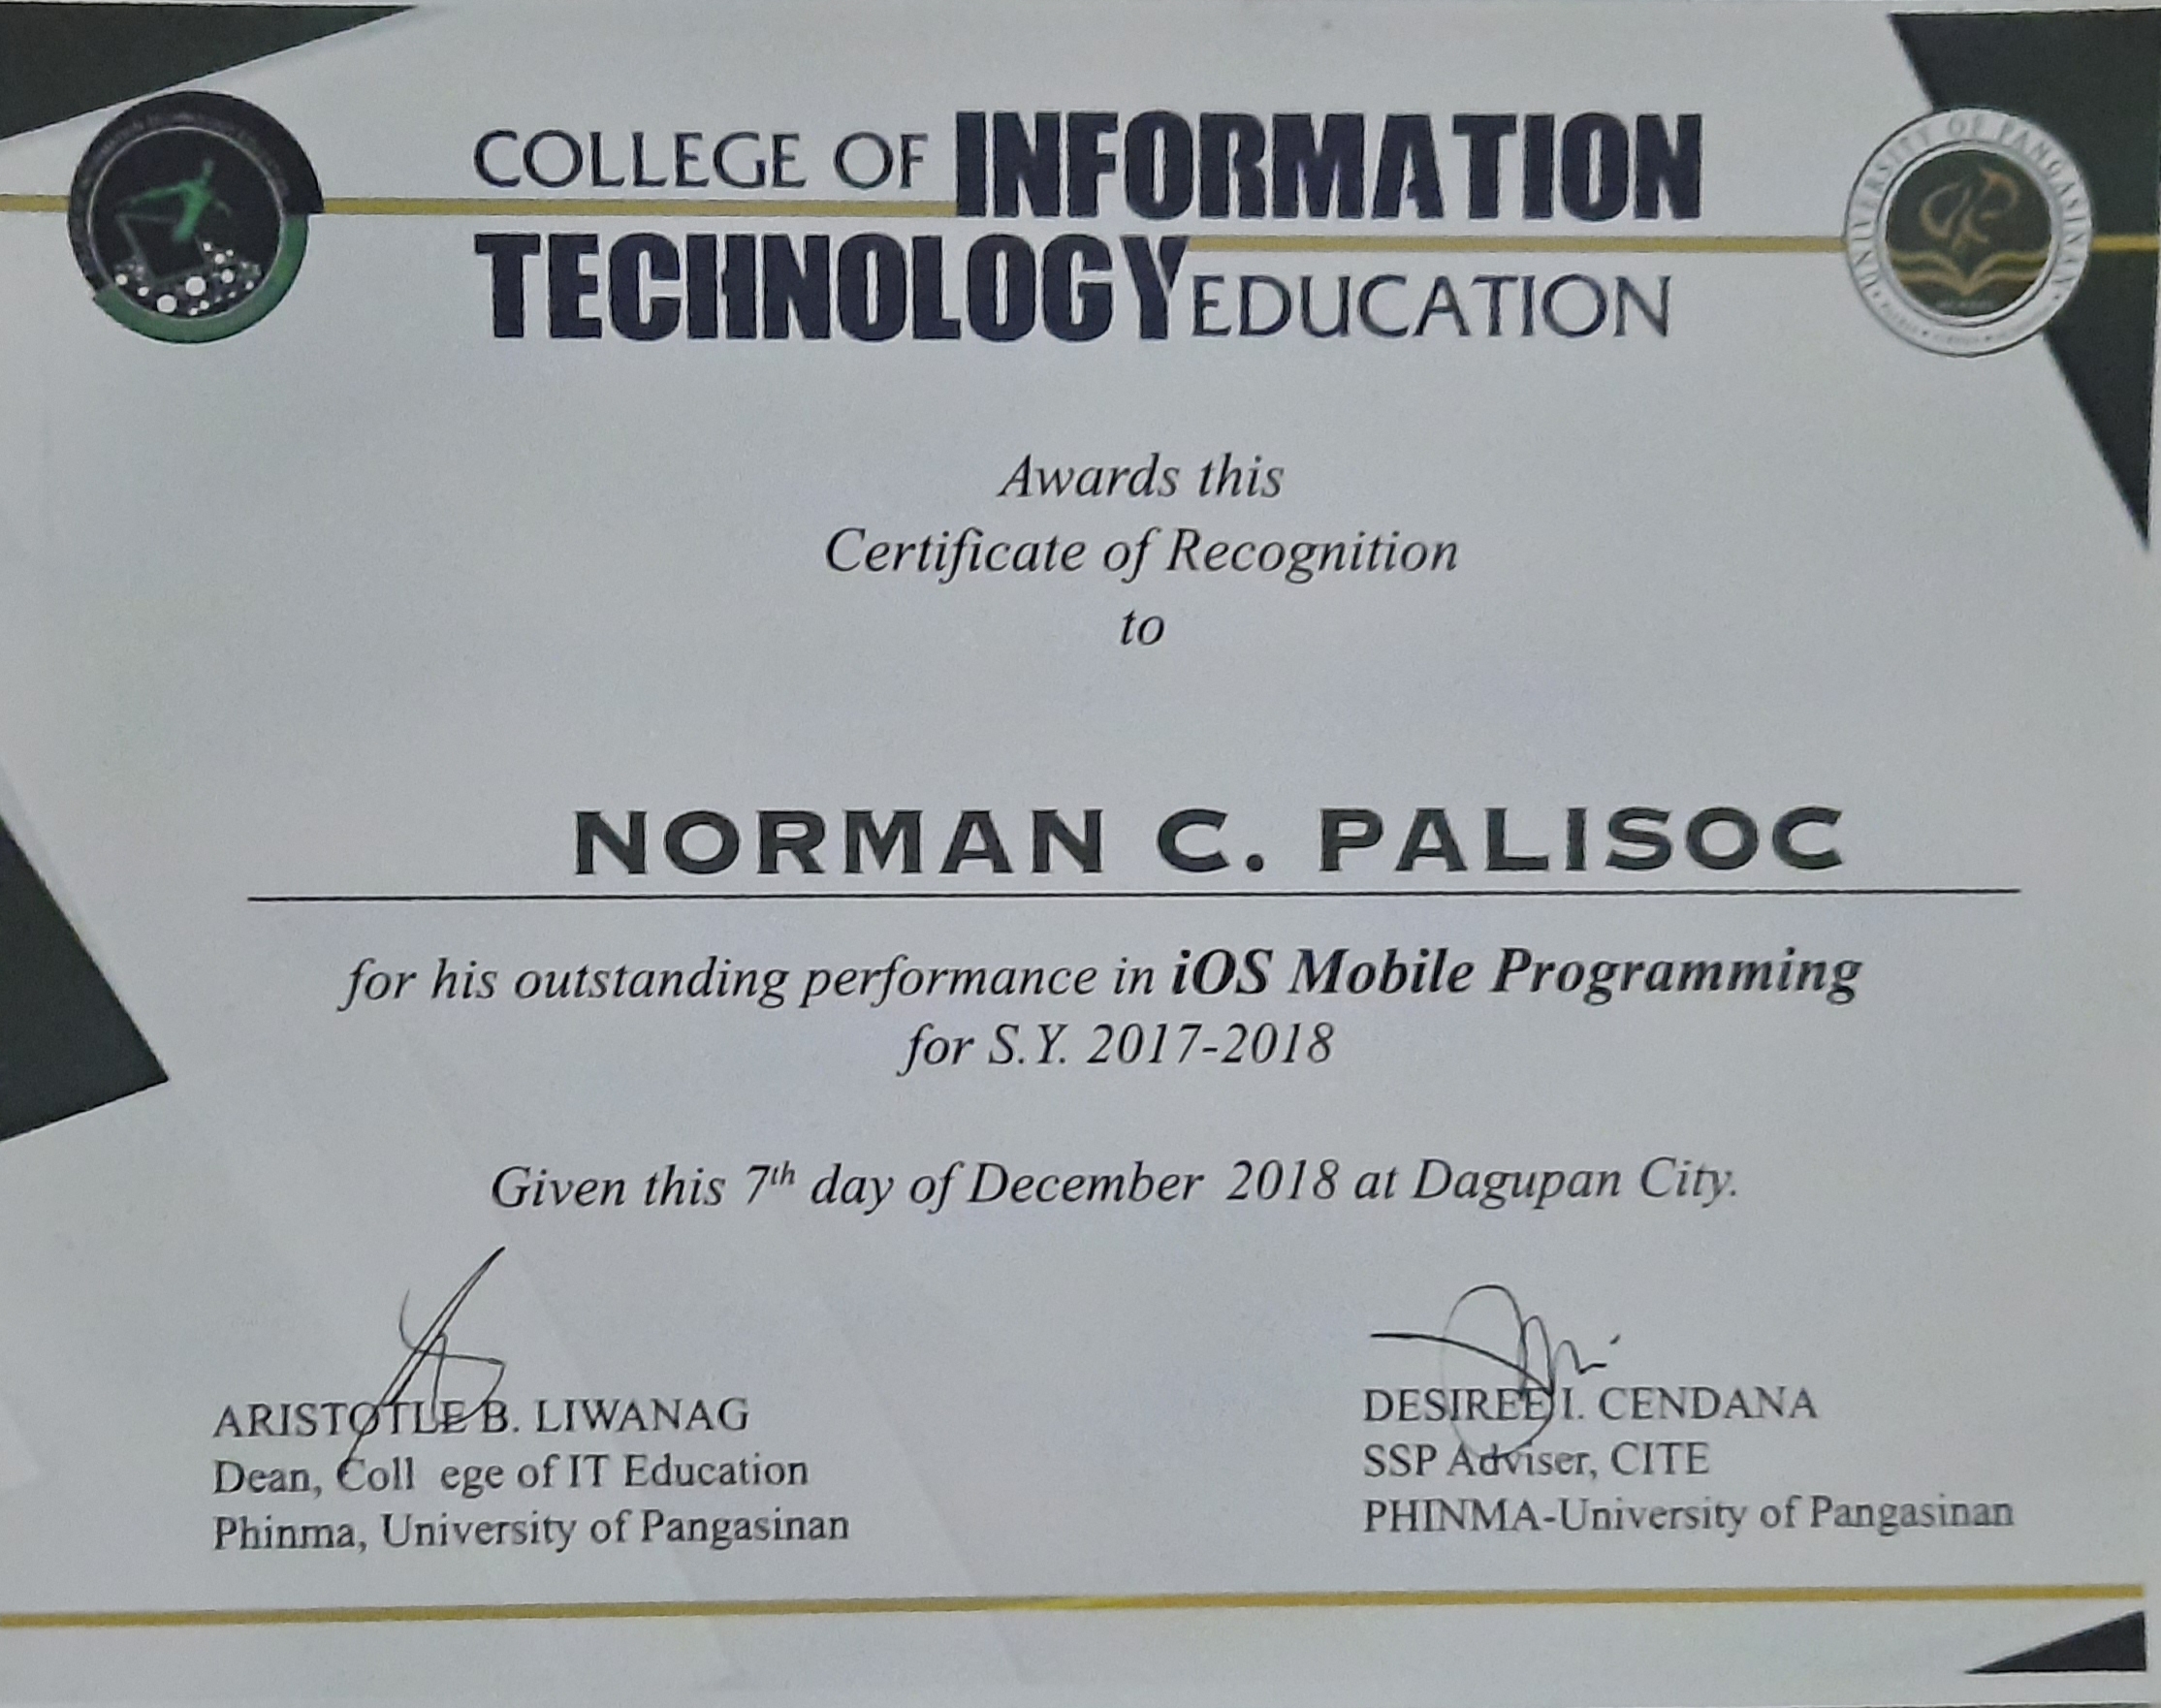 COLLEGE OF INFORMATION
TECHNOLOGY EDUCATION
UNIVERSITY OF PANGASINAN
Awards this
Certificate of Recognition
to
NORMAN C. PALISOC
for his outstanding performance in iOS Mobile Programming
for S.Y. 2017-2018
Given this 7th day of December 2018 at Dagupan City.
ARISTOTLE B. LIWANAG
Dean, Coll ege of IT Education
Phinma, University of Pangasinan
DESIREE I. CENDANA
SSP Adviser, CITE
PHINMA-University of Pangasinan